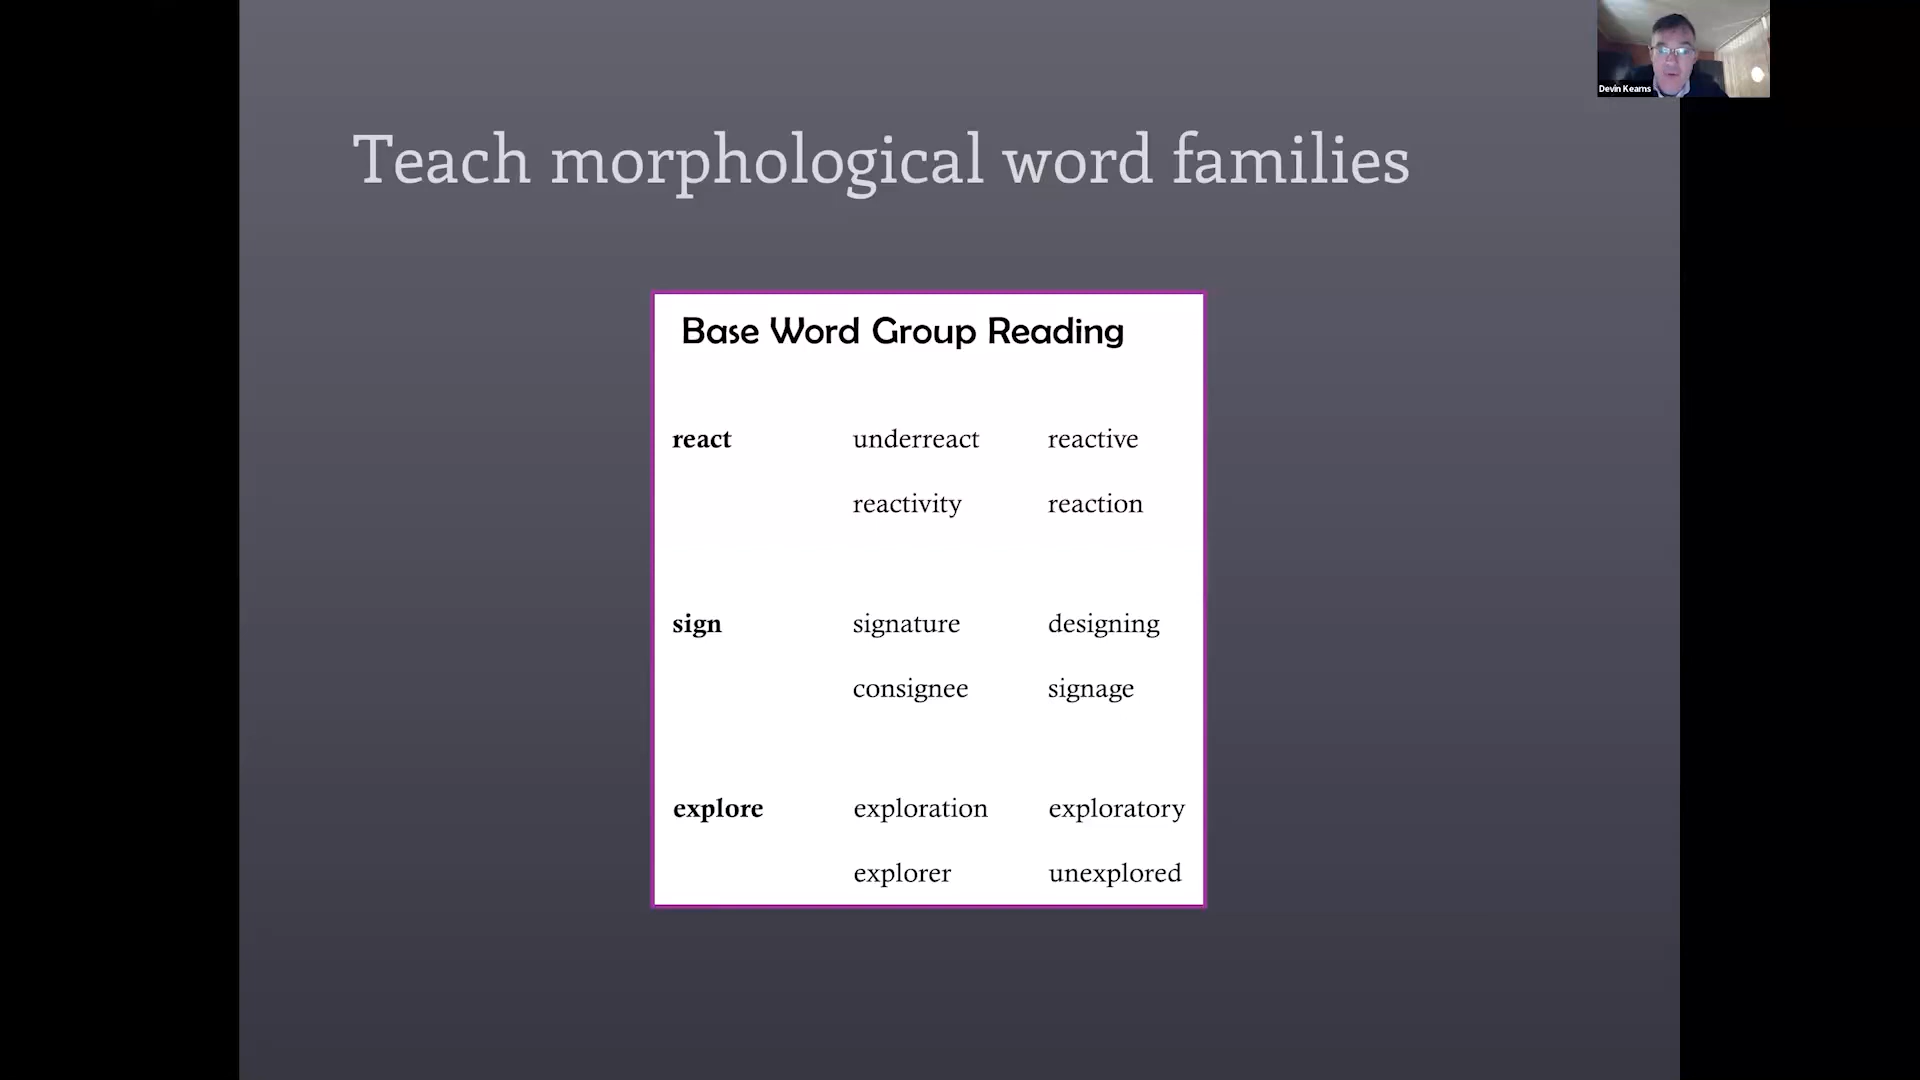 Devin Kearns
Teach morphological word families
Base Word Group Reading
react underreact reactive
reactivity reaction
sign signature designing
consignee signage
explore exploration exploratory
explorer unexplored